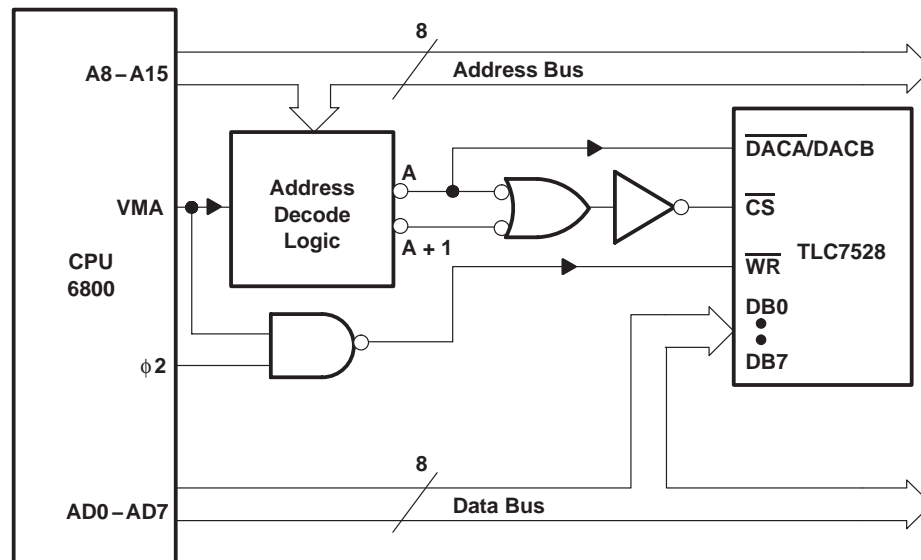 8
A8–A15
Address Bus
A
DACA/DACB
Address
Decode
Logic
VMA
CS
A + 1
TLC7528
CPU
6800
WR
DB0
DB7
ϕ2
8
AD0–AD7
Data Bus